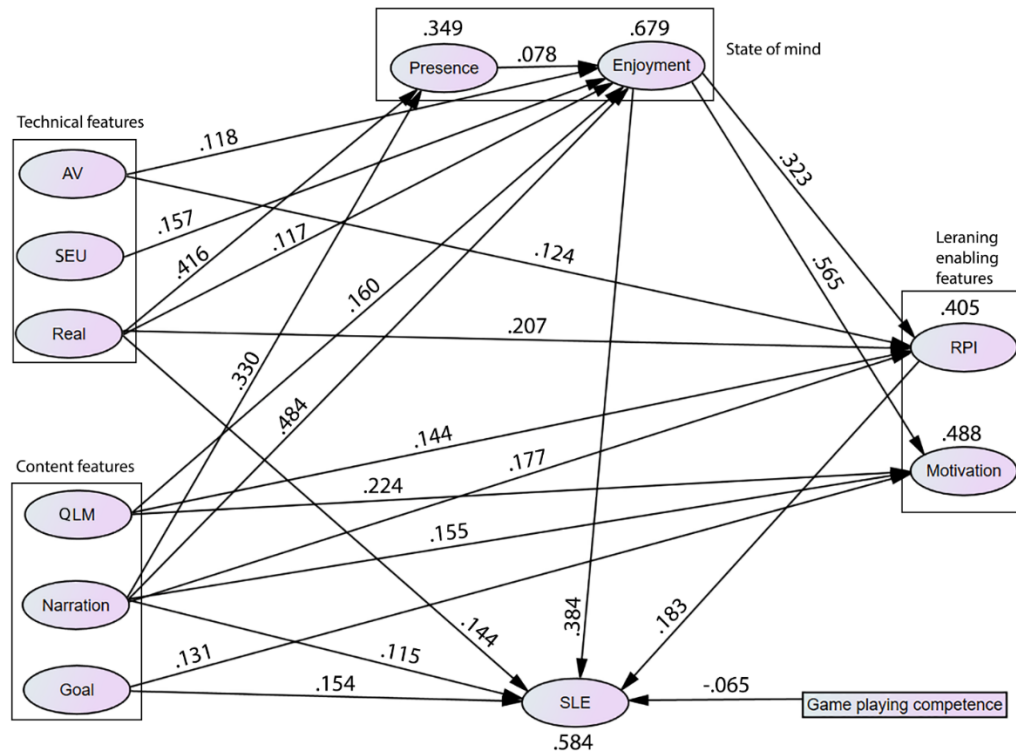 .349
.679
Presence
.078
Enjoyment
State of mind
Technical features
AV
.118
SEU
.157
Real
.416
.117
.323
.565
.124
.160
.207
.330
.484
Leraning
enabling
features
.405
RPI
.488
Motivation
Content features
QLM
.144
.224
.177
Narration
.155
Goal
.131
.154
.115
.144
.384
.183
SLE
.584
-.065
Game playing competence